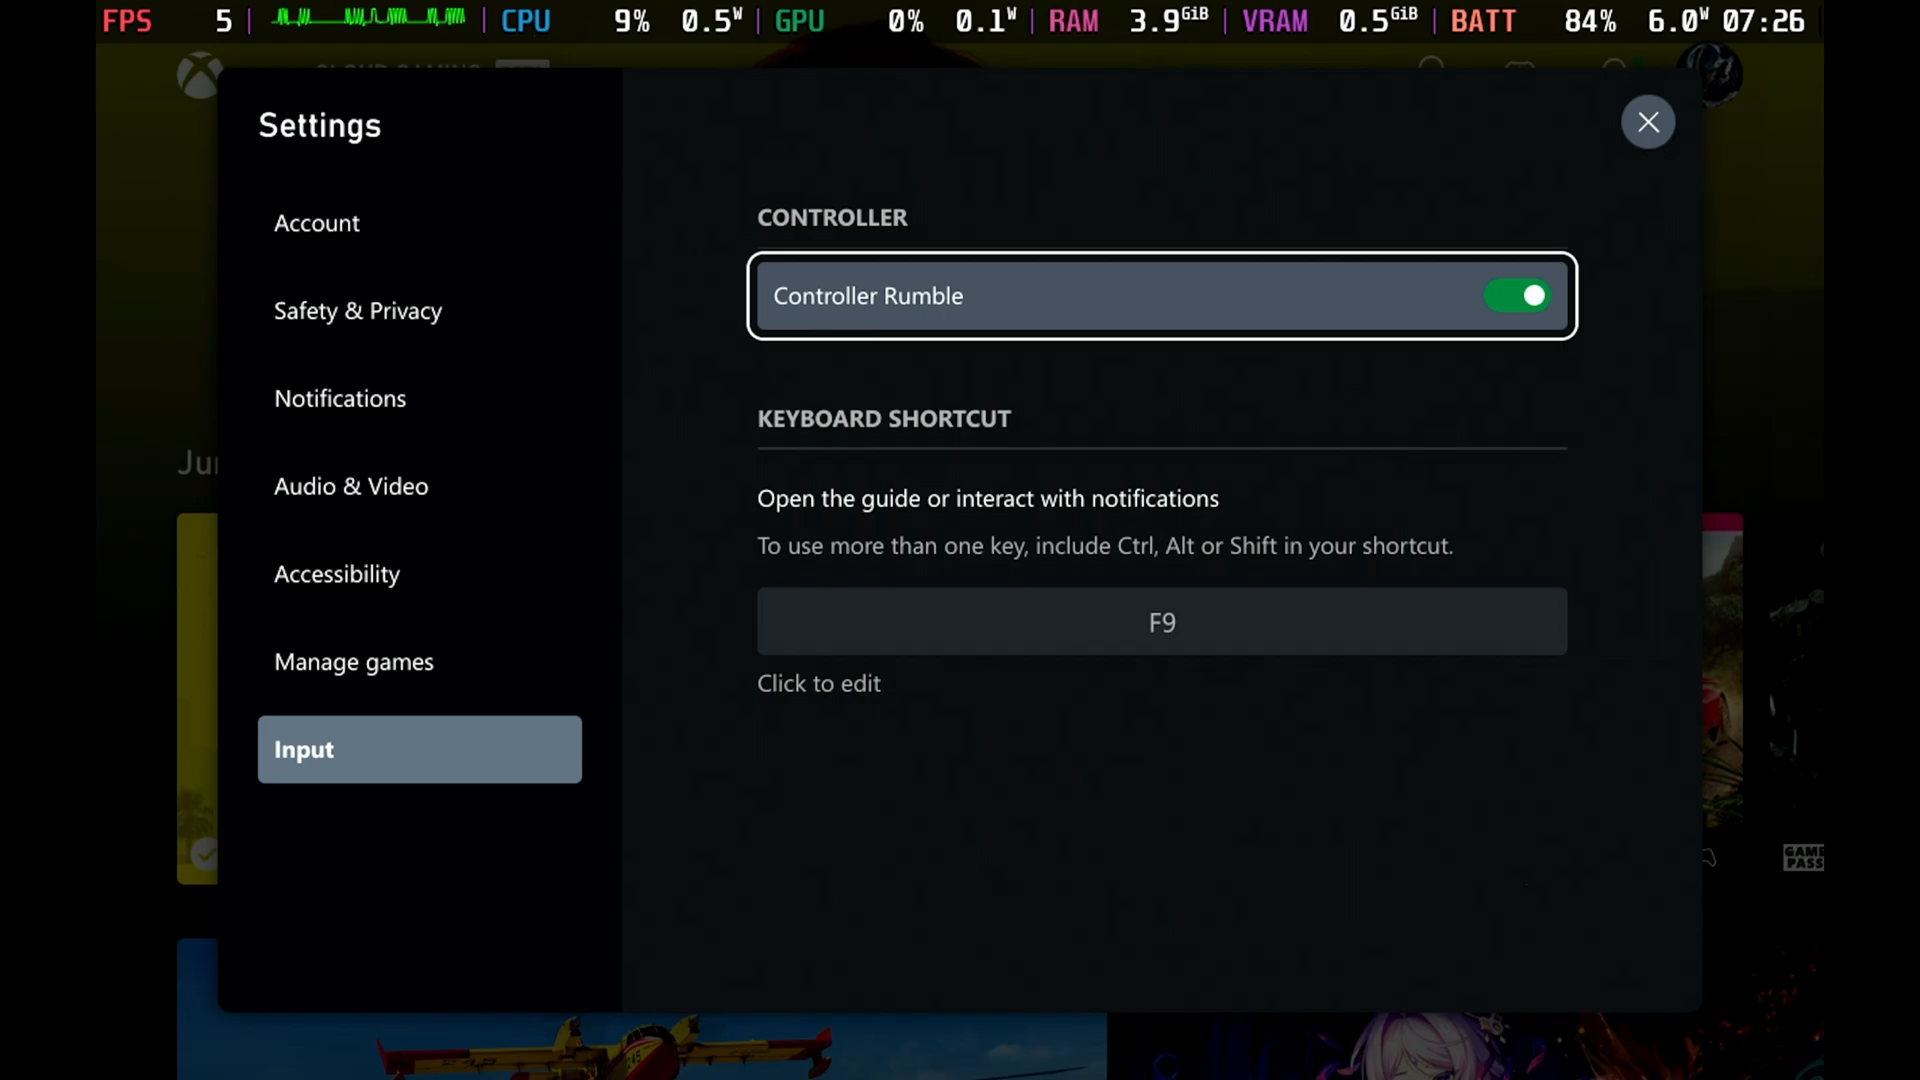 FPS 5 | CPU 9% 0.5W | GPU 0% 0.1W | RAM 3.9GiB | VRAM 0.5GiB | BATT 84% 6.0W 07:26
Settings
Account
Safety & Privacy
Notifications
Audio & Video
Accessibility
Manage games
Input
CONTROLLER
Controller Rumble
KEYBOARD SHORTCUT
Open the guide or interact with notifications
To use more than one key, include Ctrl, Alt or Shift in your shortcut.
F9
Click to edit
GAME
PASS